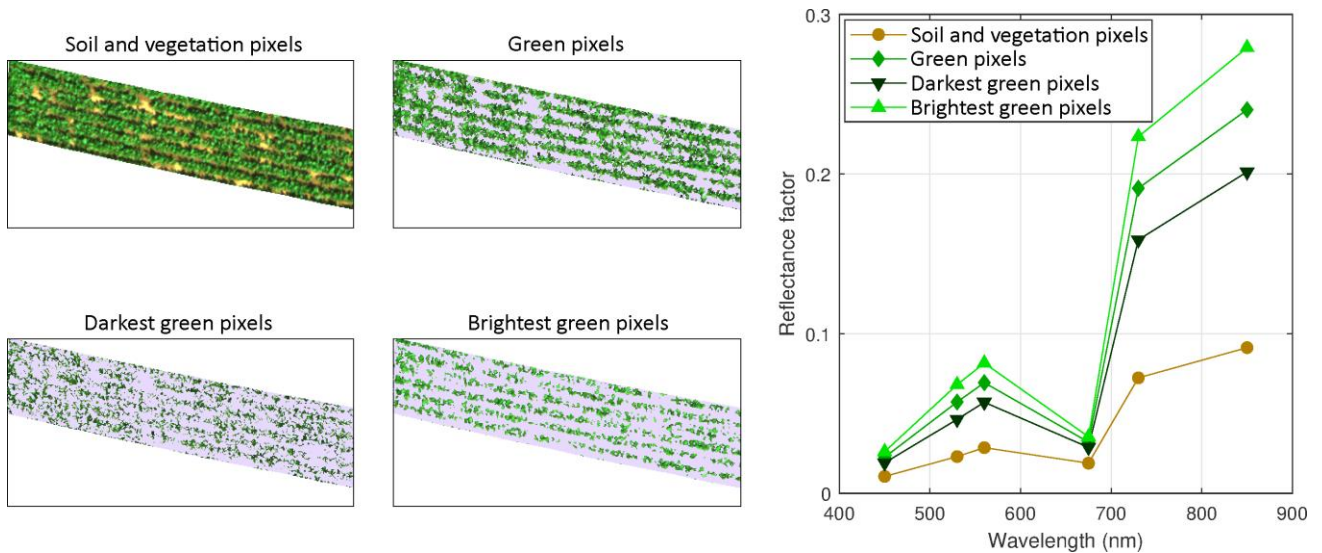 Soil and vegetation pixels
Green pixels
Darkest green pixels
Brightest green pixels
0.3
0.2
0.1
0
Reflectance factor
Soil and vegetation pixels
Green pixels
Darkest green pixels
Brightest green pixels
400
500
600
700
800
900
Wavelength (nm)